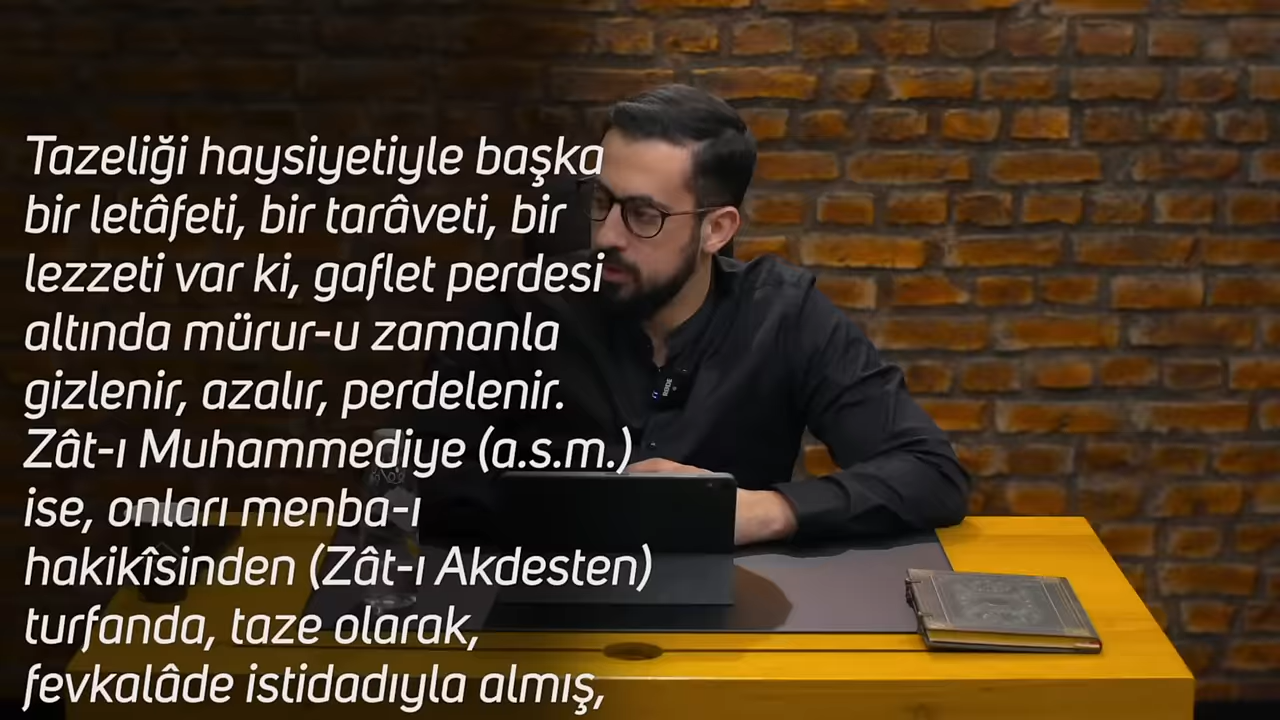 Tazeliği haysiyetiyle başka
bir letâfeti, bir tarâveti, bir
lezzeti var ki, gaflet perdesi
altında mürur-u zamanla
gizlenir, azalır, perdelenir.
Zât-ı Muhammediye (a.s.m.)
ise, onları menba-ı
hakikîsinden (Zât-ı Akdesten)
turfanda, taze olarak,
fevkalâde istidadıyla almış,